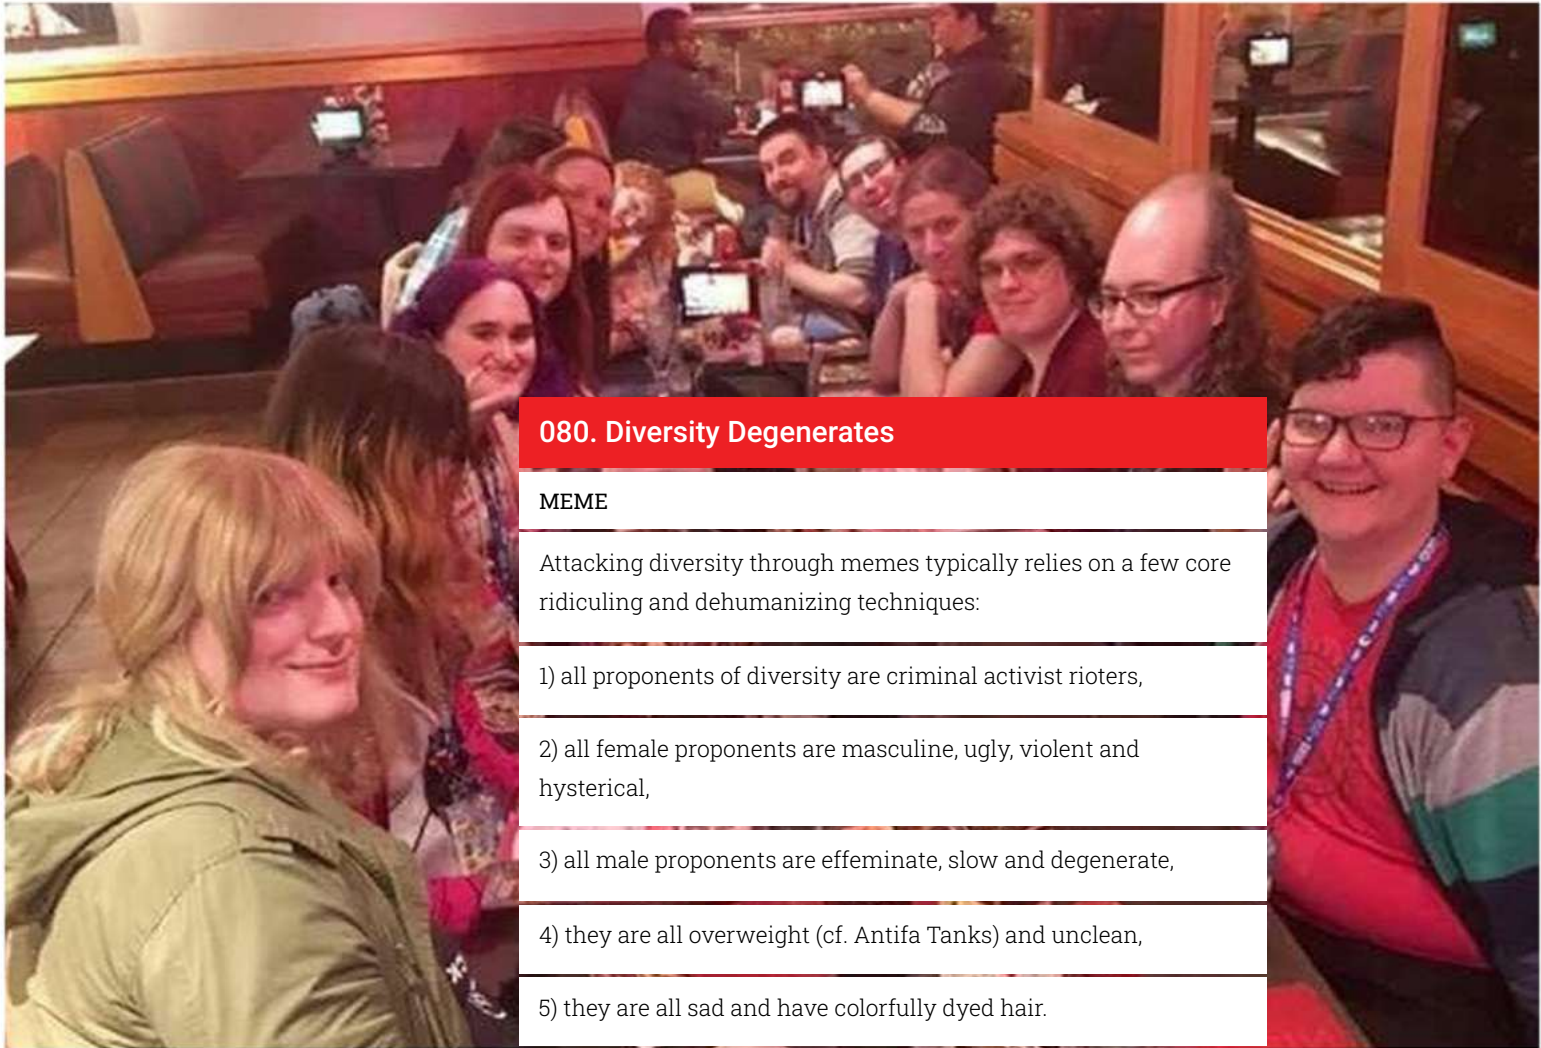 080. Diversity Degenerates
MEME
Attacking diversity through memes typically relies on a few core
ridiculing and dehumanizing techniques:
1) all proponents of diversity are criminal activist rioters,
2) all female proponents are masculine, ugly, violent and
hysterical,
3) all male proponents are effeminate, slow and degenerate,
4) they are all overweight (cf. Antifa Tanks) and unclean,
5) they are all sad and have colorfully dyed hair.